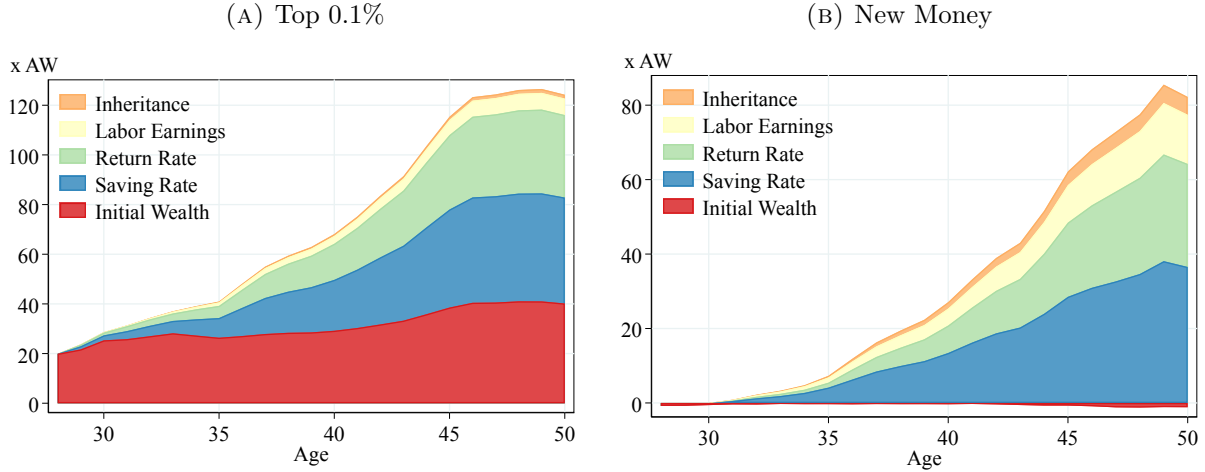 (A) Top 0.1%
x AW
120
100
80
60
40
20
0
Inheritance
Labor Earnings
Return Rate
Saving Rate
Initial Wealth
30
35
40
45
50
Age
(B) New Money
x AW
80
60
40
20
0
Inheritance
Labor Earnings
Return Rate
Saving Rate
Initial Wealth
30
35
40
45
50
Age